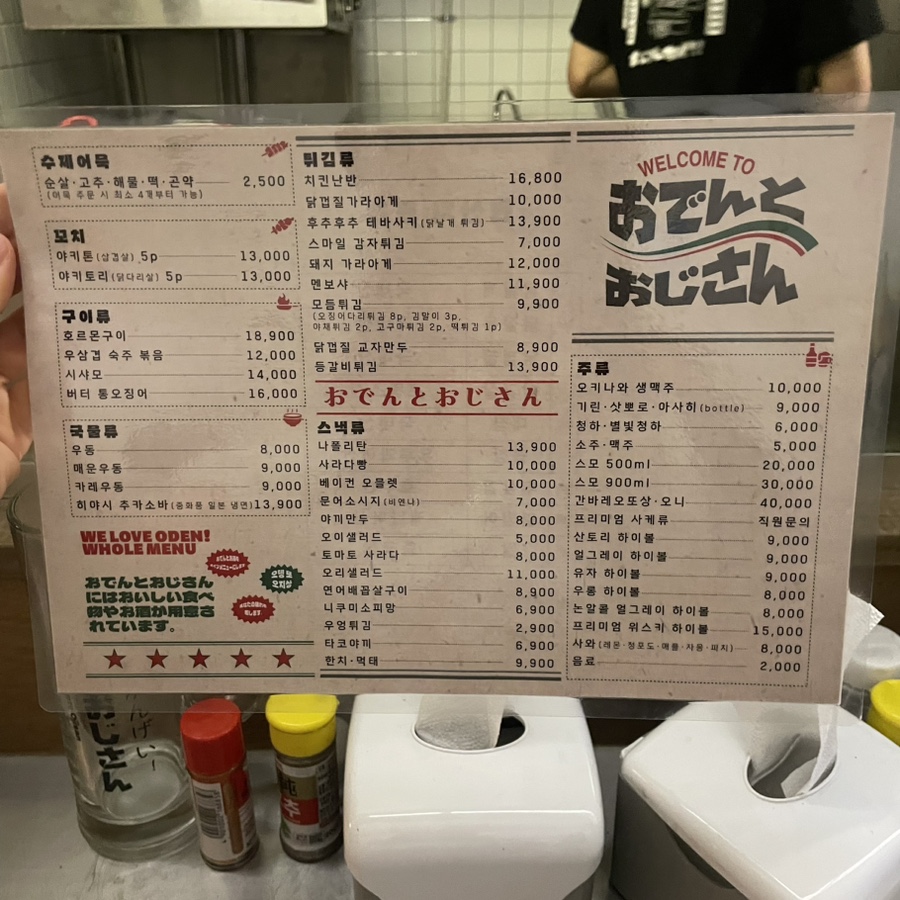 수제어묵
순살·고추·해물·떡·곤약 2,500
(어묵 주문 시 최소 4개부터 가능)
꼬치
야키톤(삼겹살) 5p 13,000
야키토리(닭다리살) 5p 13,000
구이류
호르몬구이 18,900
우삼겹 숙주 볶음 12,000
시샤모 14,000
버터 통오징어 16,000
국물류
우동 8,000
매운우동 9,000
카레우동 9,000
히야시 추카소바(중화풍 일본 냉면) 13,900
WE LOVE ODEN!
WHOLE MENU
おでんとおじさん
にはおいしい食べ
物やお酒が用意さ
れています。
오뎅또
오지상
튀김류
치킨난반 16,800
닭껍질가라아게 10,000
후추후추 테바사키(닭날개 튀김) 13,900
스마일 감자튀김 7,000
돼지 가라아게 12,000
멘보샤 11,900
모듬튀김 9,900
(오징어다리튀김 8p, 김말이 3p,
야채튀김 2p, 고구마튀김 2p, 떡튀김 1p)
닭껍질 교자만두 8,900
등갈비튀김 13,900
おでんとおじさん
스낵류
나폴리탄 13,900
사라다빵 10,000
베이컨 오믈렛 10,000
문어소시지(비엔나) 7,000
야끼만두 8,000
오이샐러드 5,000
토마토 사라다 8,000
오리샐러드 11,000
연어배꼽살구이 8,900
니쿠미소피망 6,900
우엉튀김 2,900
타코야끼 6,900
한치·먹태 9,900
WELCOME TO
おでんと
おじさん
주류
오키나와 생맥주 10,000
기린·삿뽀로·아사히(bottle) 9,000
청하·별빛청하 6,000
소주·맥주 5,000
스모 500ml 20,000
스모 900ml 30,000
간바레오또상·오니 40,000
프리미엄 사케류 직원문의
산토리 하이볼 9,000
얼그레이 하이볼 9,000
유자 하이볼 9,000
우롱 하이볼 8,000
논알콜 얼그레이 하이볼 8,000
프리미엄 위스키 하이볼 15,000
사와(레몬·청포도·매플·자몽·피치) 8,000
음료 2,000
おじさん